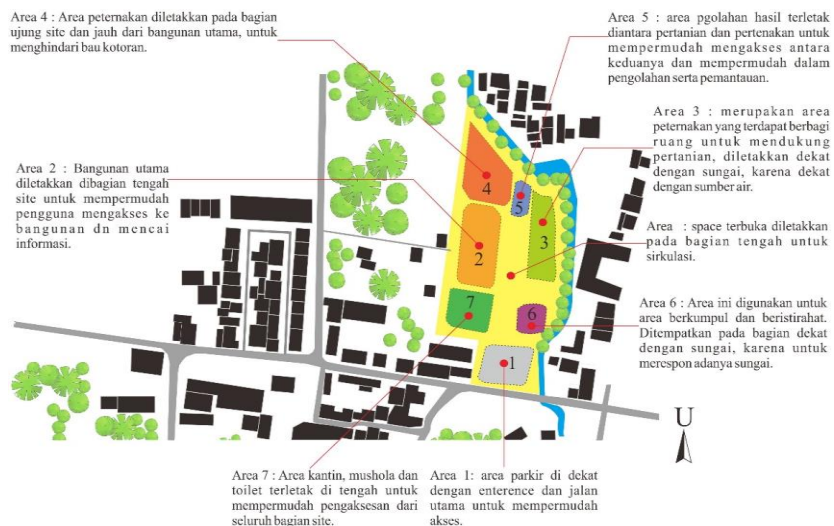 Area 4 : Area peternakan diletakkan pada bagian
ujung site dan jauh dari bangunan utama, untuk
menghindari bau kotoran.
Area 5 : area pgolahan hasil terletak
diantara pertanian dan pertenakan untuk
mempermudah mengakses antara
keduanya dan mempermudah dalam
pengolahan serta pemantauan.
Area 3 : merupakan area
peternakan yang terdapat berbagi
ruang untuk mendukung
pertanian, diletakkan dekat
dengan sungai, karena dekat
dengan sumber air.
Area 2 : Bangunan utama
diletakkan dibagian tengah
site untuk mempermudah
pengguna mengakses ke
bangunan dn mencai
informasi.
Area : space terbuka diletakkan
pada bagian tengah untuk
sirkulasi.
Area 6 : Area ini digunakan untuk
area berkumpul dan beristirahat.
Ditempatkan pada bagian dekat
dengan sungai, karena untuk
merespon adanya sungai.
4
5
3
2
7
6
1
U
Area 7 : Area kantin, mushola dan
toilet terletak di tengah untuk
mempermudah pengaksesan dari
seluruh bagian site.
Area 1: area parkir di dekat
dengan enterence dan jalan
utama untuk mempermudah
akses.